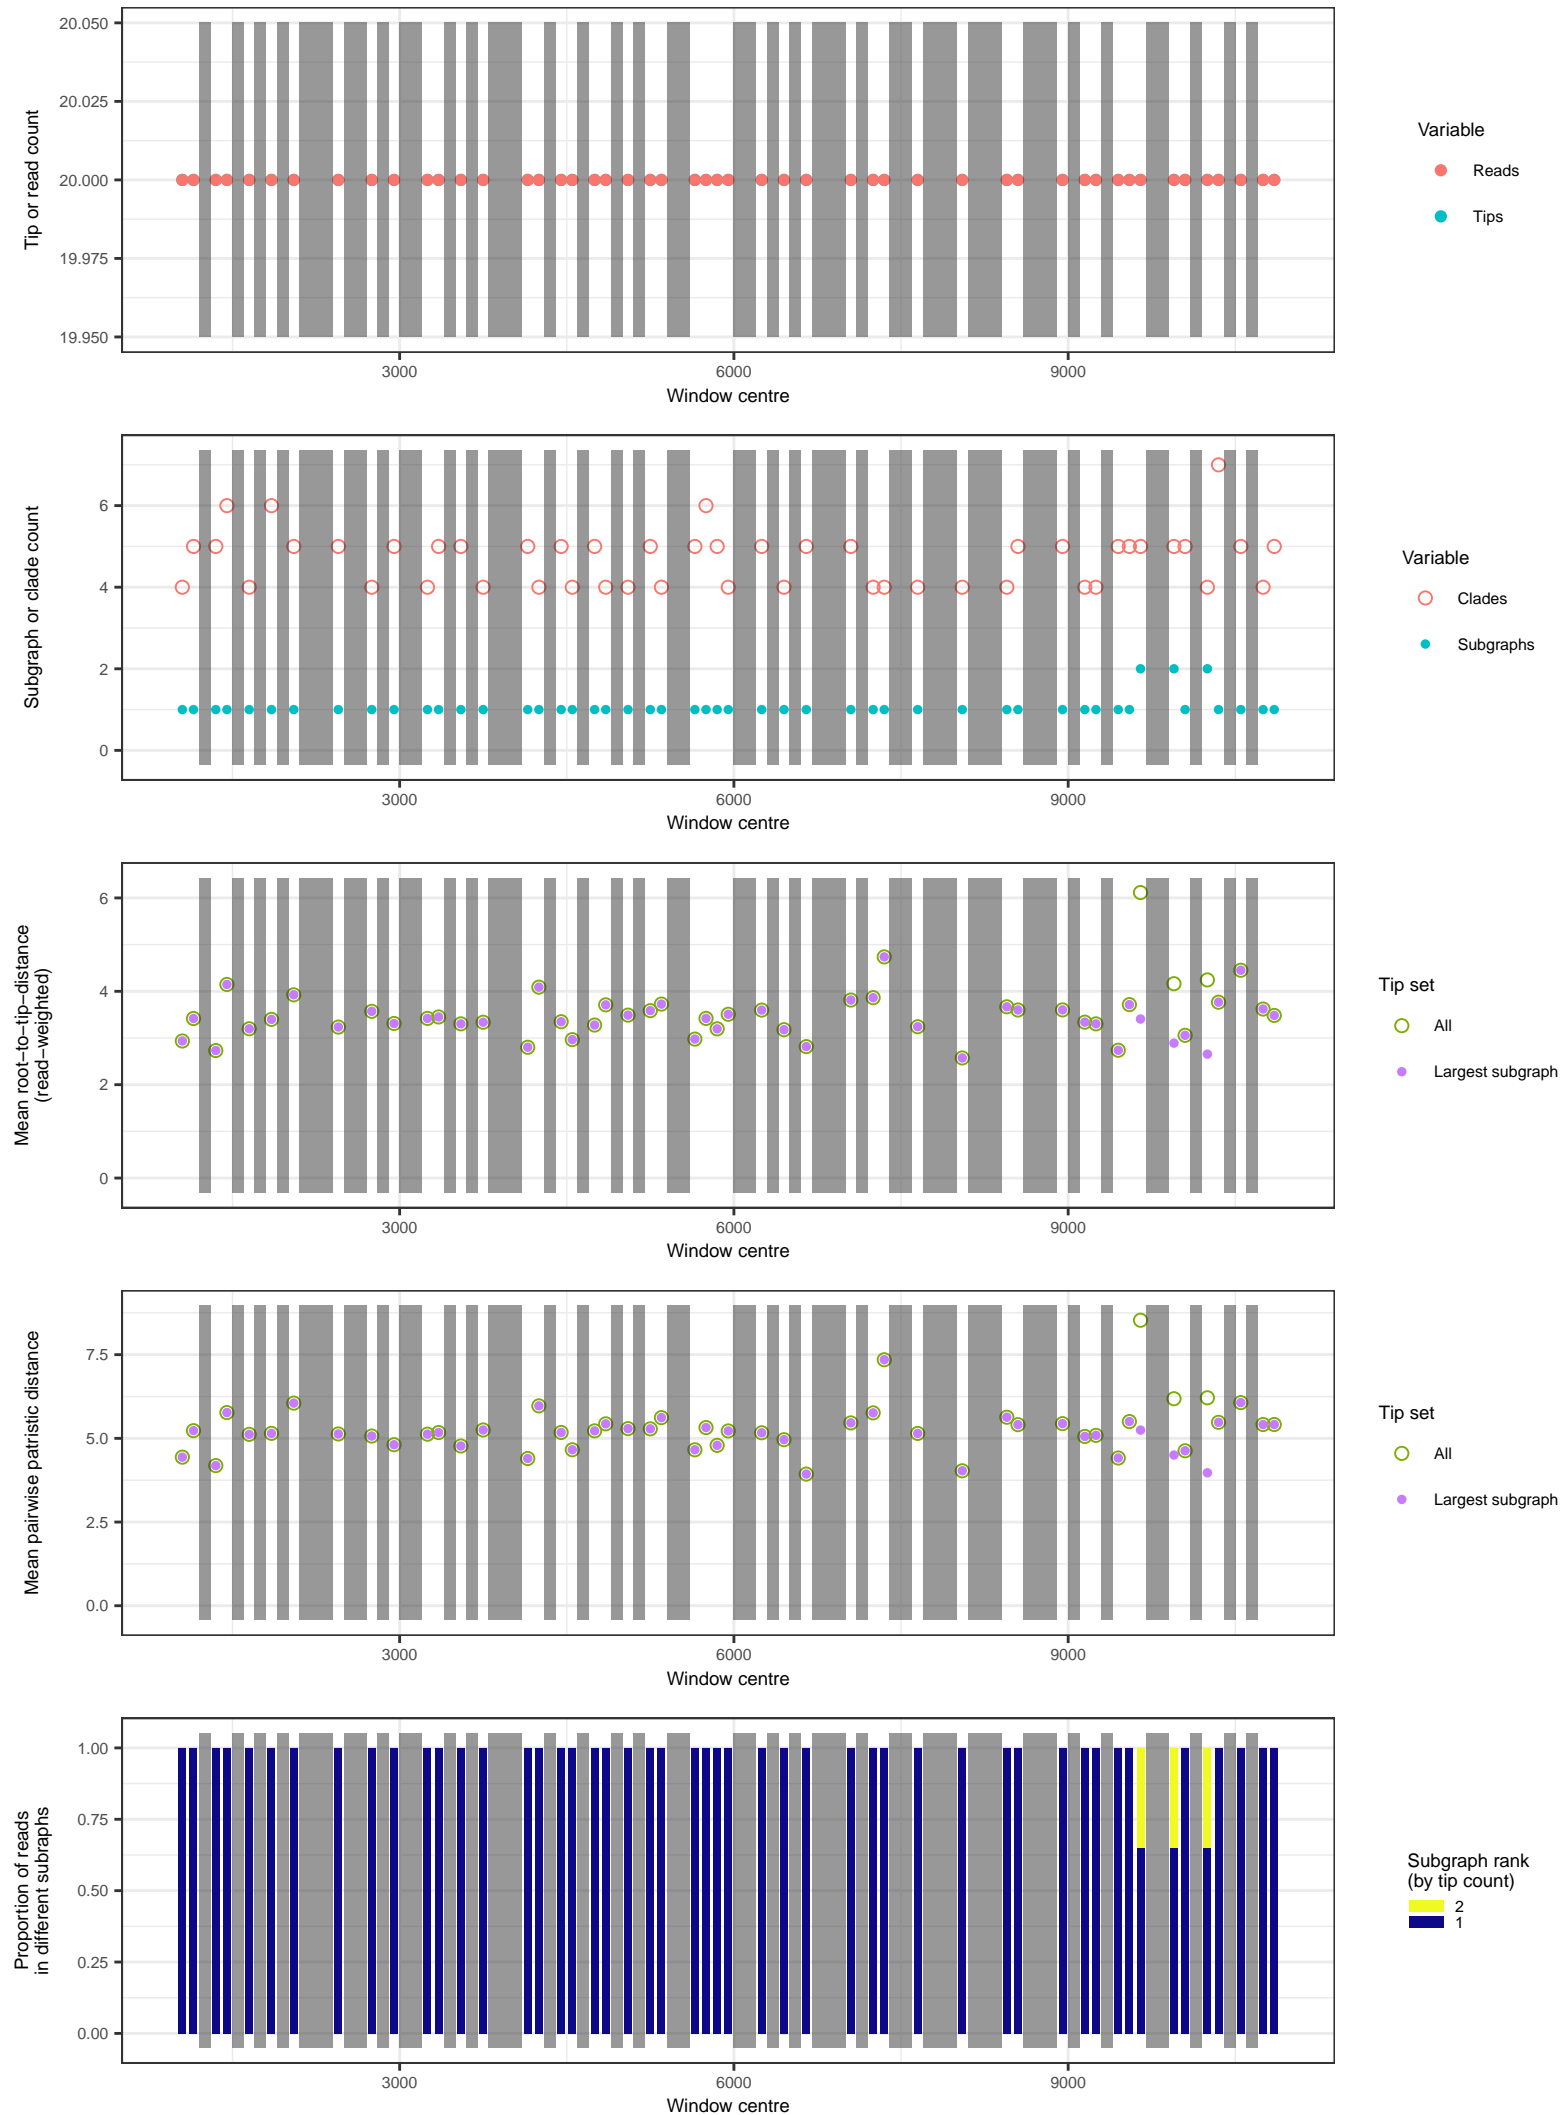 20.050
20.025
20.000
19.975
19.950
Tip or read count
3000
6000
9000
Window centre
Variable
Reads
Tips
6
4
2
0
Subgraph or clade count
3000
6000
9000
Window centre
Variable
Clades
Subgraphs
6
4
2
0
Mean root−to−tip−distance
(read−weighted)
3000
6000
9000
Window centre
Tip set
All
Largest subgraph
7.5
5.0
2.5
0.0
Mean pairwise patristic distance
3000
6000
9000
Window centre
Tip set
All
Largest subgraph
1.00
0.75
0.50
0.25
0.00
Proportion of reads
in different subraphs
3000
6000
9000
Window centre
Subgraph rank
(by tip count)
2
1